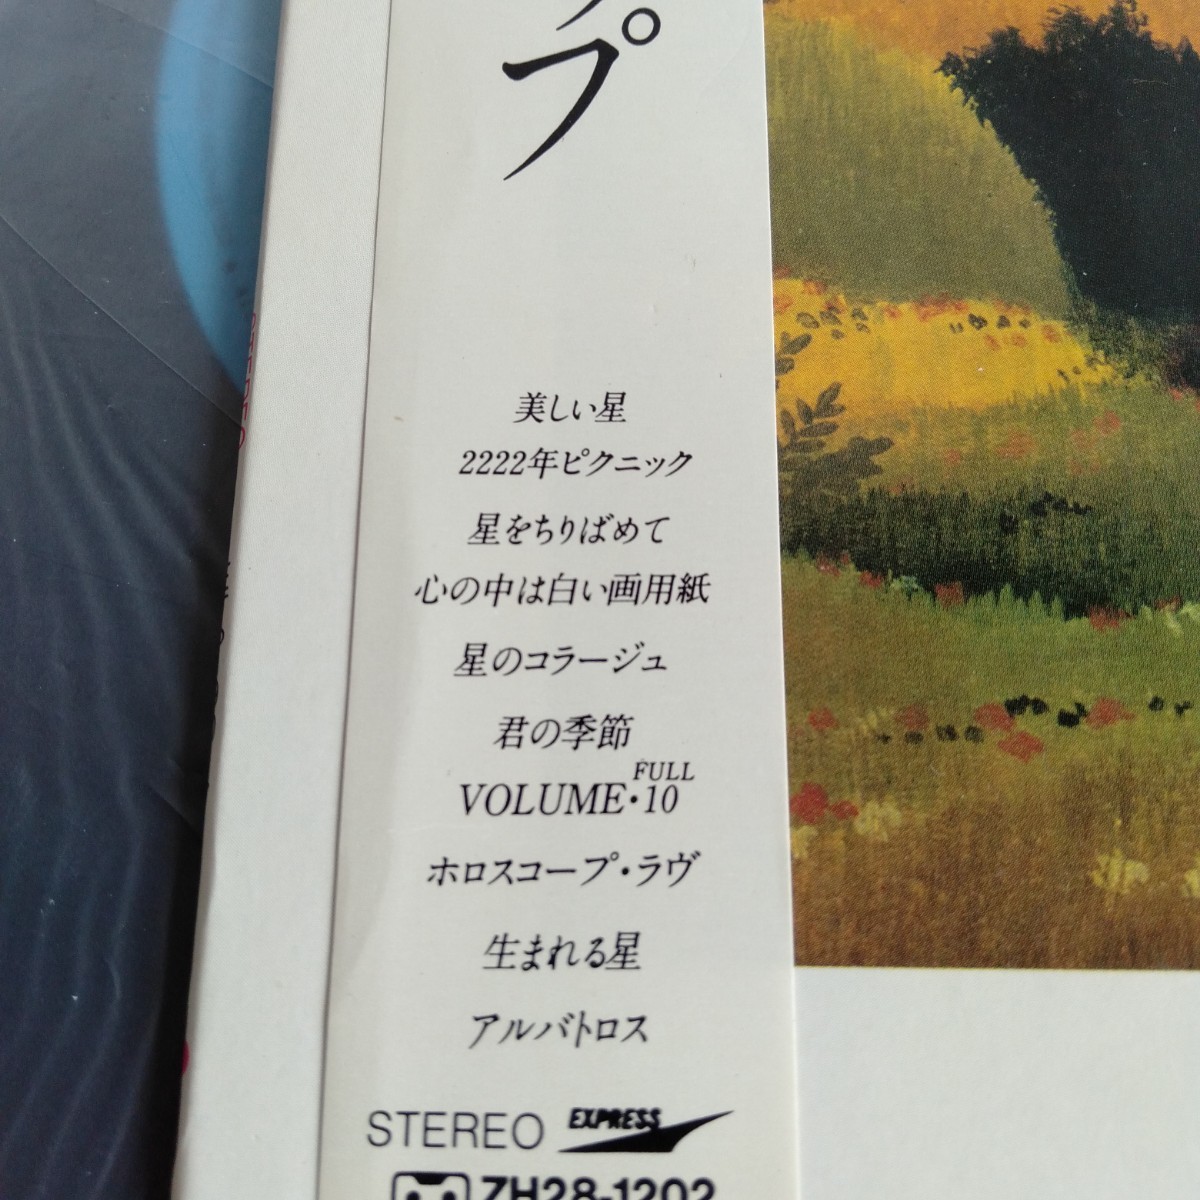 プ
美しい星
2222年ピクニック
星をちりばめて
心の中は白い画用紙
星のコラージュ
君の季節
FULL
VOLUME・10
ホロスコープ・ラヴ
生まれる星
アルバトロス
STEREO EXPRESS
ZH28-1202
STEREO